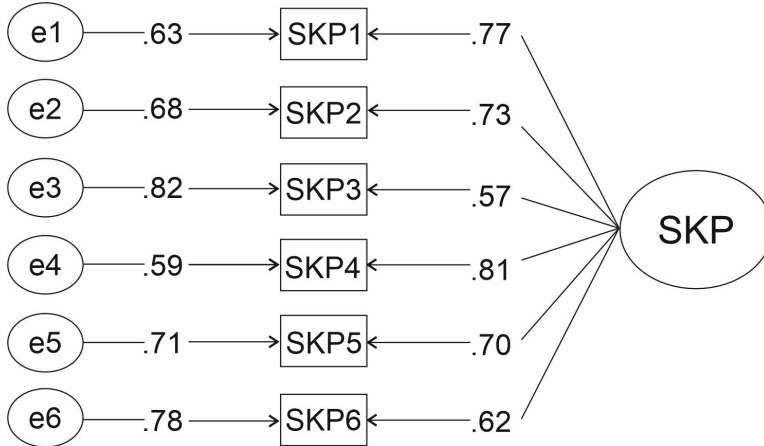 e1 .63 SKP1 .77
e2 .68 SKP2 .73
e3 .82 SKP3 .57
SKP
e4 .59 SKP4 .81
e5 .71 SKP5 .70
e6 .78 SKP6 .62